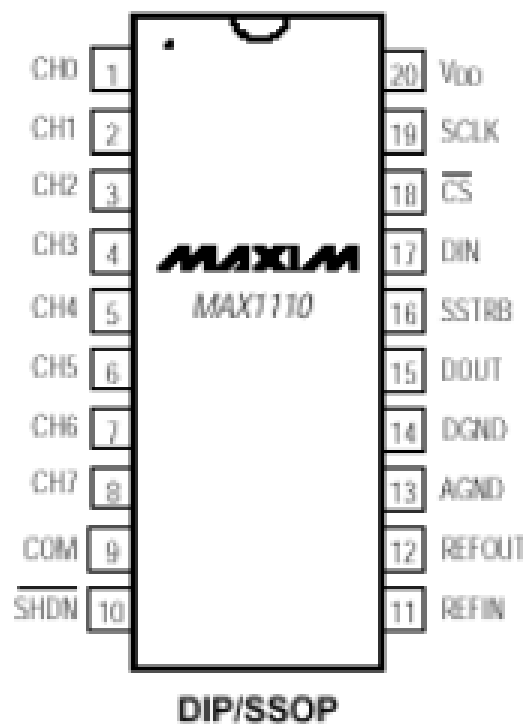 CH0 1 20 VDD
CH1 2 19 SCLK
CH2 3 18 C̅S̅
CH3 4 MAXIM 17 DIN
CH4 5 MAX1110 16 SSTRB
CH5 6 15 DOUT
CH6 7 14 DGND
CH7 8 13 AGND
COM 9 12 REFOUT
S̅H̅D̅N̅ 10 11 REFIN
DIP/SSOP